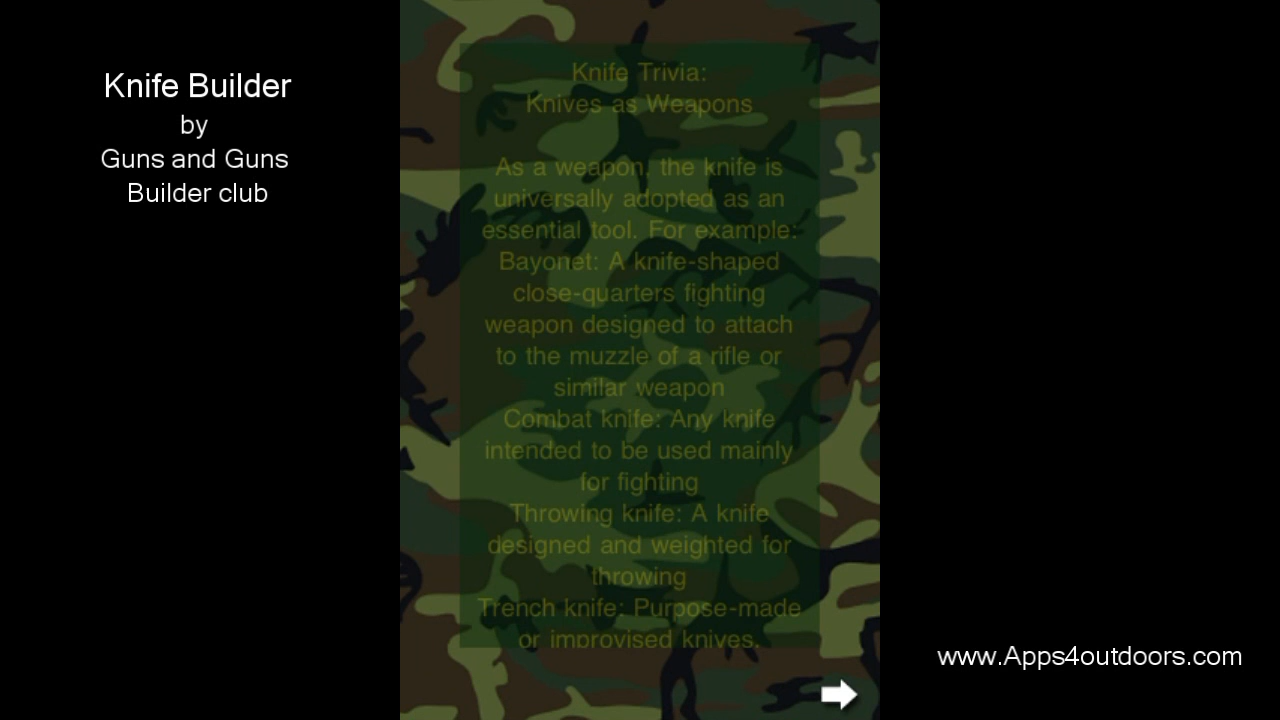 Knife Builder
by
Guns and Guns
Builder club
Knife Trivia:
Knives as Weapons
As a weapon, the knife is
universally adopted as an
essential tool. For example:
Bayonet: A knife-shaped
close-quarters fighting
weapon designed to attach
to the muzzle of a rifle or
similar weapon
Combat knife: Any knife
intended to be used mainly
for fighting
Throwing knife: A knife
designed and weighted for
throwing
Trench knife: Purpose-made
or improvised knives,
www.Apps4outdoors.com